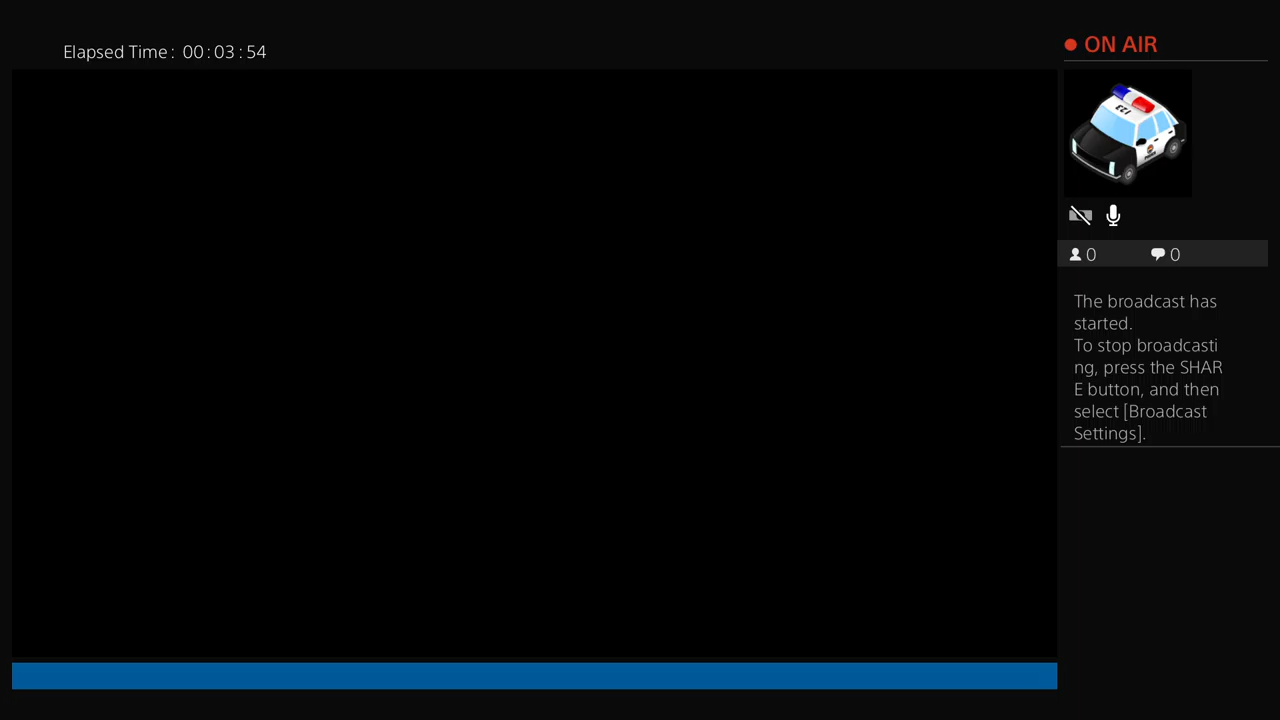 Elapsed Time: 00:03:54
ON AIR
123
0 0
The broadcast has
started.
To stop broadcasti
ng, press the SHAR
E button, and then
select [Broadcast
Settings].